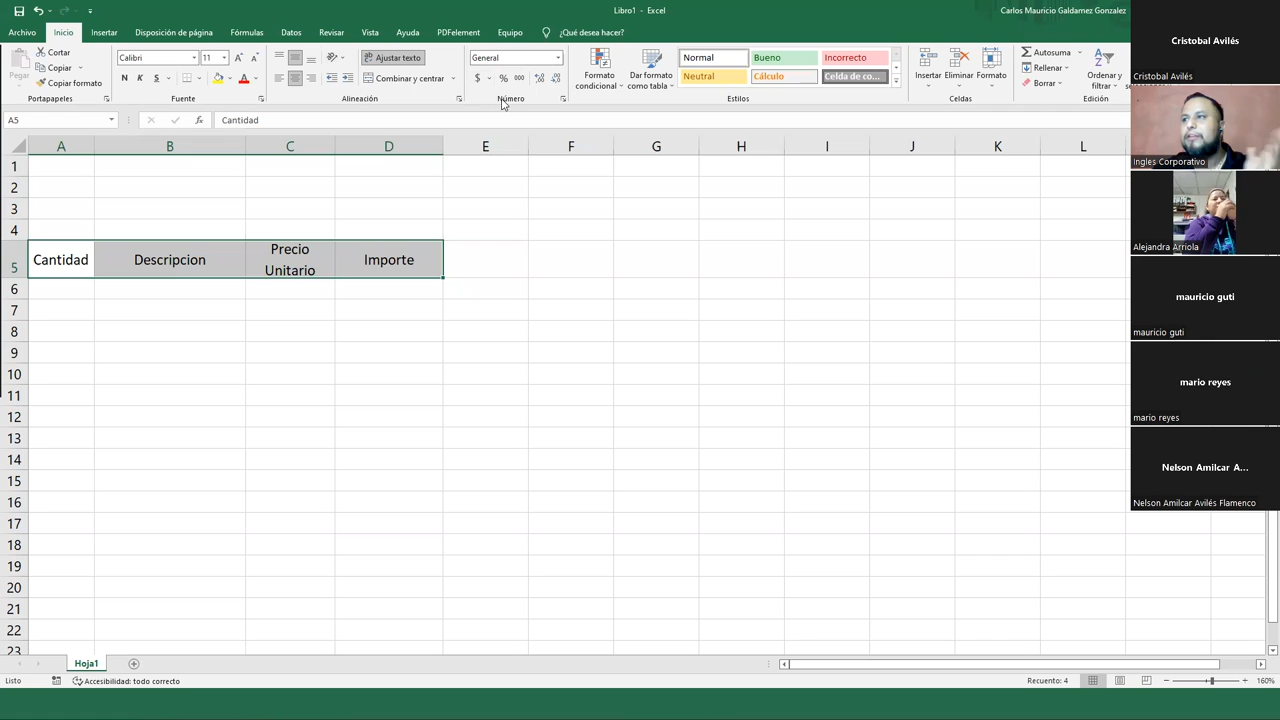 Libro1 - Excel
Carlos Mauricio Galdamez Gonzalez
Archivo Inicio Insertar Disposición de página Fórmulas Datos Revisar Vista Ayuda PDFelement Equipo ¿Qué desea hacer?
Pegar
Cortar
Copiar
Copiar formato
Portapapeles
Calibri 11
N K S
Fuente
Ajustar texto
Combinar y centrar
Alineación
General
$ % 000
Número
Formato condicional
Dar formato como tabla
Normal Bueno Incorrecto
Neutral Cálculo Celda de co...
Estilos
Insertar Eliminar Formato
Celdas
Autosuma
Rellenar
Borrar
Ordenar y filtrar
Edición
A5 fx Cantidad
A B C D E F G H I J K L
1
2
3
4
5 Cantidad Descripcion Precio Unitario Importe
6
7
8
9
10
11
12
13
14
15
16
17
18
19
20
21
22
23
Hoja1
Listo Accesibilidad: todo correcto Recuento: 4 160%
Cristobal Avilés
Cristobal Avilés
Ingles Corporativo
Alejandra Arriola
mauricio guti
mauricio guti
mario reyes
mario reyes
Nelson Amilcar A...
Nelson Amilcar Avilés Flamenco